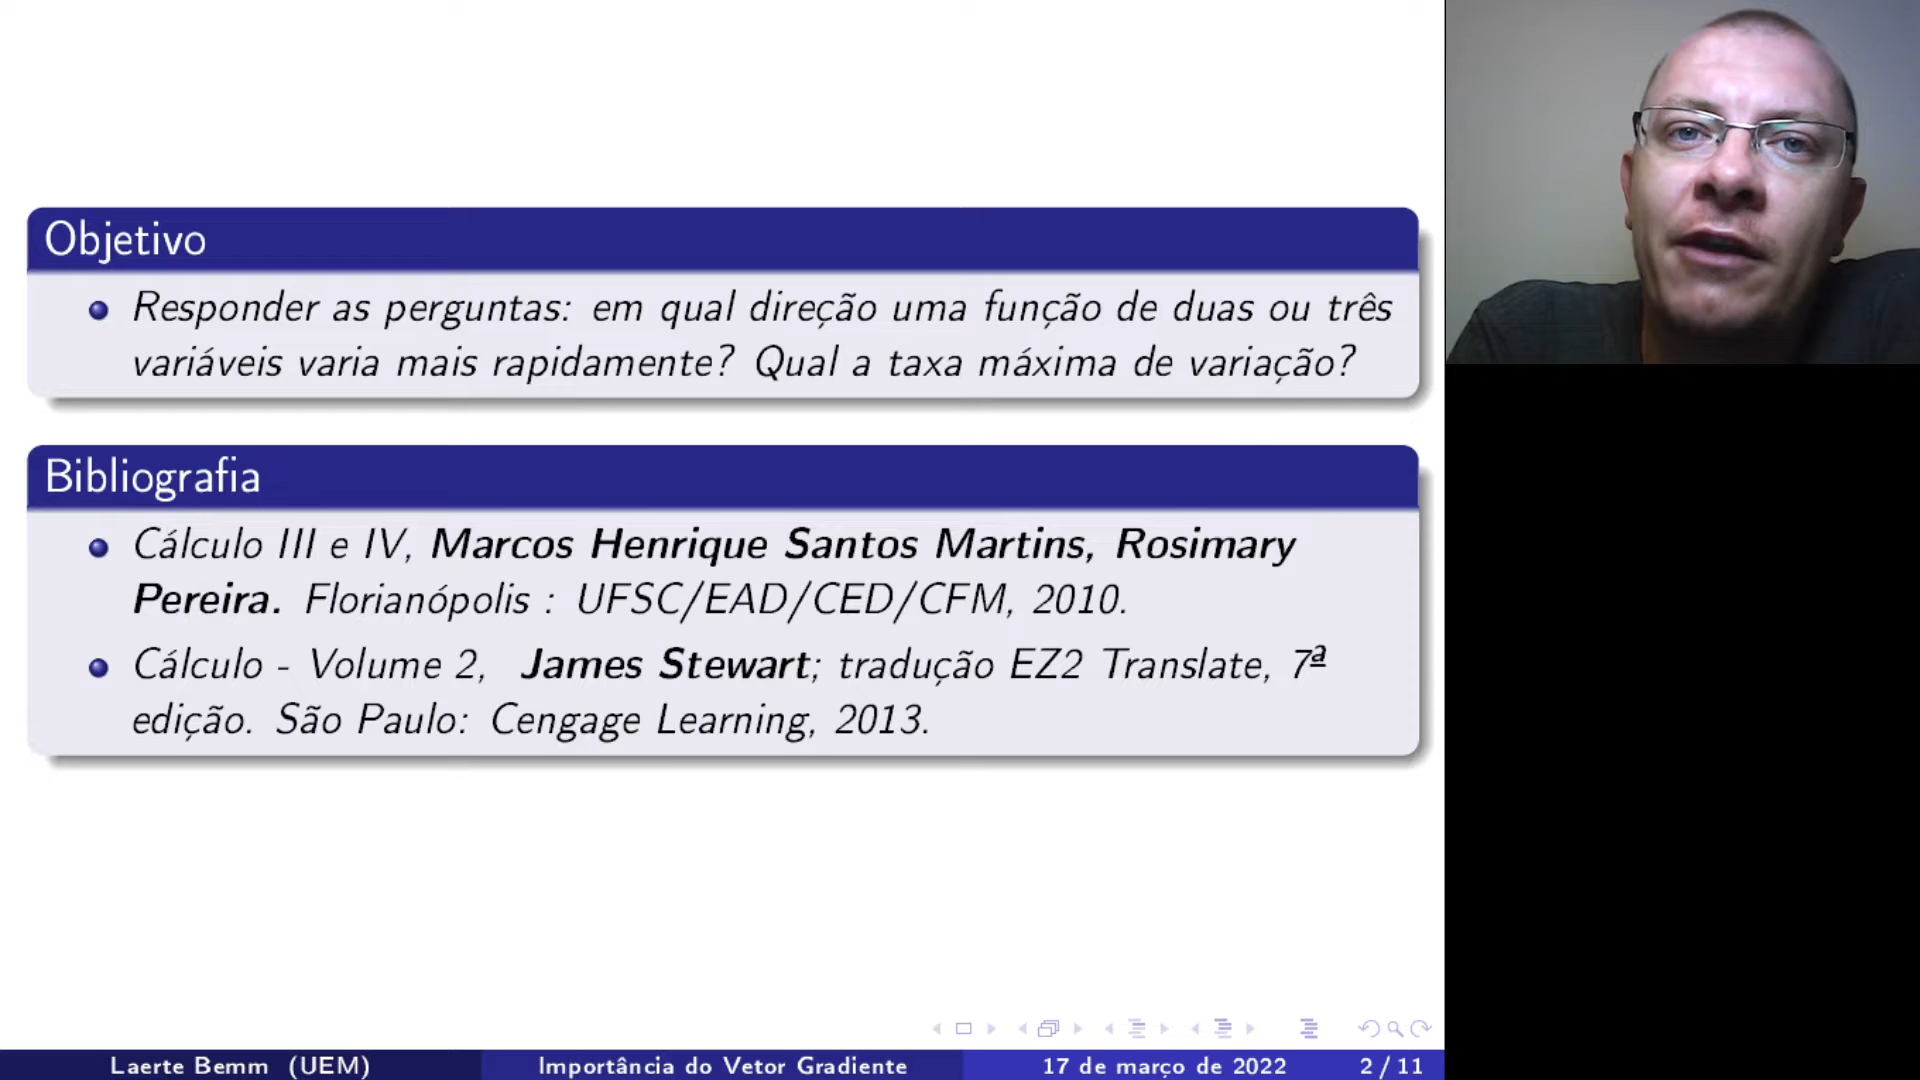 Objetivo
Responder as perguntas: em qual direção uma função de duas ou três
variáveis varia mais rapidamente? Qual a taxa máxima de variação?
Bibliografia
Cálculo III e IV, Marcos Henrique Santos Martins, Rosimary
Pereira. Florianópolis : UFSC/EAD/CED/CFM, 2010.
Cálculo - Volume 2, James Stewart; tradução EZ2 Translate, 7ª
edição. São Paulo: Cengage Learning, 2013.
Laerte Bemm (UEM) Importância do Vetor Gradiente 17 de março de 2022 2 / 11